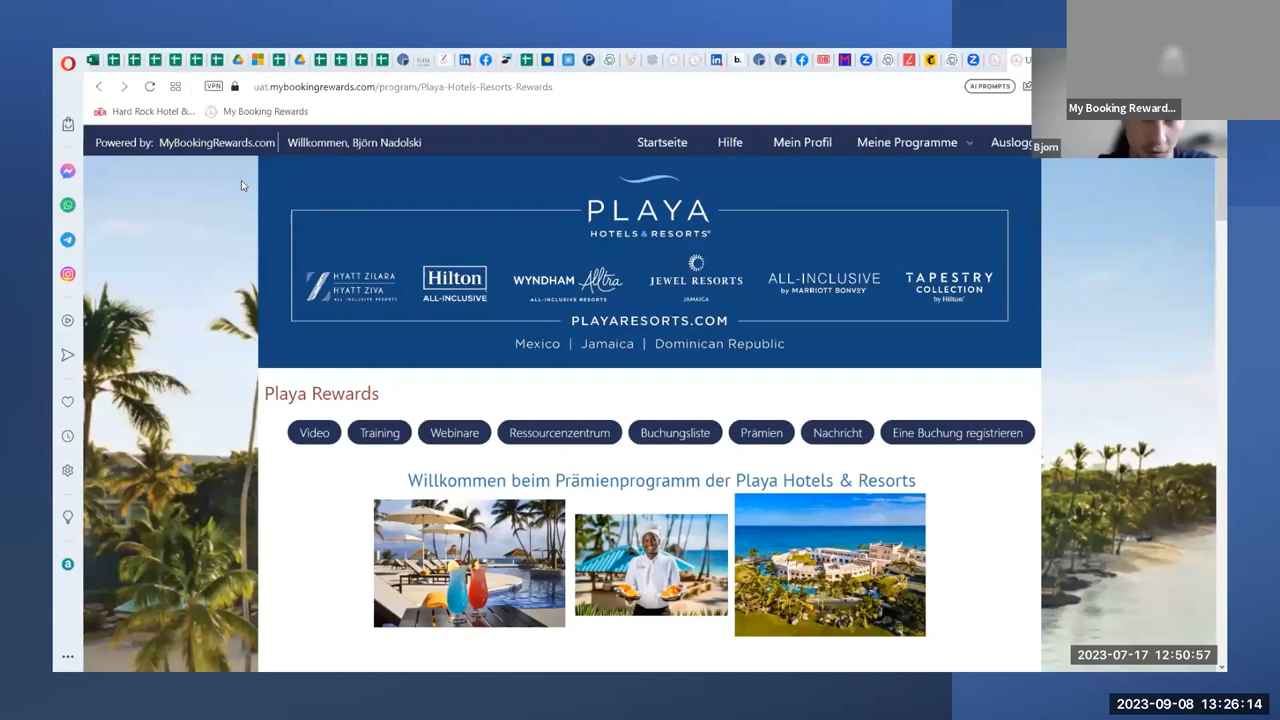 uat.mybookingrewards.com/program/Playa-Hotels-Resorts-Rewards
VPN
AI PROMPTS
Hard Rock Hotel &...
My Booking Rewards
My Booking Reward...
Bjorn
Powered by: MyBookingRewards.com
Willkommen, Björn Nadolski
Startseite
Hilfe
Mein Profil
Meine Programme
Auslogg
PLAYA
HOTELS & RESORTS®
HYATT ZILARA
HYATT ZIVA
ALL INCLUSIVE RESORTS
Hilton
ALL-INCLUSIVE
WYNDHAM Alltra
ALL-INCLUSIVE RESORTS
JEWEL RESORTS
JAMAICA
ALL-INCLUSIVE
by MARRIOTT BONVOY
TAPESTRY
COLLECTION
by Hilton
PLAYARESORTS.COM
Mexico | Jamaica | Dominican Republic
Playa Rewards
Video
Training
Webinare
Ressourcenzentrum
Buchungsliste
Prämien
Nachricht
Eine Buchung registrieren
Willkommen beim Prämienprogramm der Playa Hotels & Resorts
2023-07-17 12:50:57
2023-09-08 13:26:14